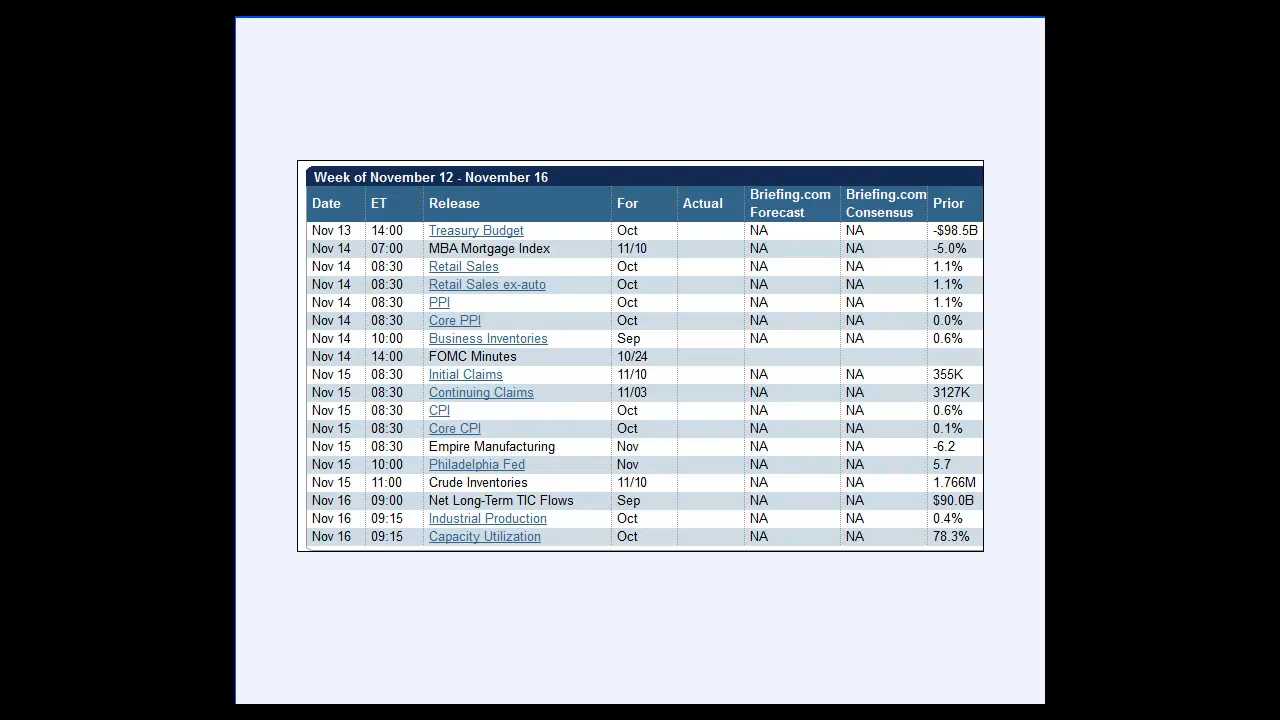 Week of November 12 - November 16
Date ET Release For Actual Briefing.com Forecast Briefing.com Consensus Prior
Nov 13 14:00 Treasury Budget Oct NA NA -$98.5B
Nov 14 07:00 MBA Mortgage Index 11/10 NA NA -5.0%
Nov 14 08:30 Retail Sales Oct NA NA 1.1%
Nov 14 08:30 Retail Sales ex-auto Oct NA NA 1.1%
Nov 14 08:30 PPI Oct NA NA 1.1%
Nov 14 08:30 Core PPI Oct NA NA 0.0%
Nov 14 10:00 Business Inventories Sep NA NA 0.6%
Nov 14 14:00 FOMC Minutes 10/24
Nov 15 08:30 Initial Claims 11/10 NA NA 355K
Nov 15 08:30 Continuing Claims 11/03 NA NA 3127K
Nov 15 08:30 CPI Oct NA NA 0.6%
Nov 15 08:30 Core CPI Oct NA NA 0.1%
Nov 15 08:30 Empire Manufacturing Nov NA NA -6.2
Nov 15 10:00 Philadelphia Fed Nov NA NA 5.7
Nov 15 11:00 Crude Inventories 11/10 NA NA 1.766M
Nov 16 09:00 Net Long-Term TIC Flows Sep NA NA $90.0B
Nov 16 09:15 Industrial Production Oct NA NA 0.4%
Nov 16 09:15 Capacity Utilization Oct NA NA 78.3%